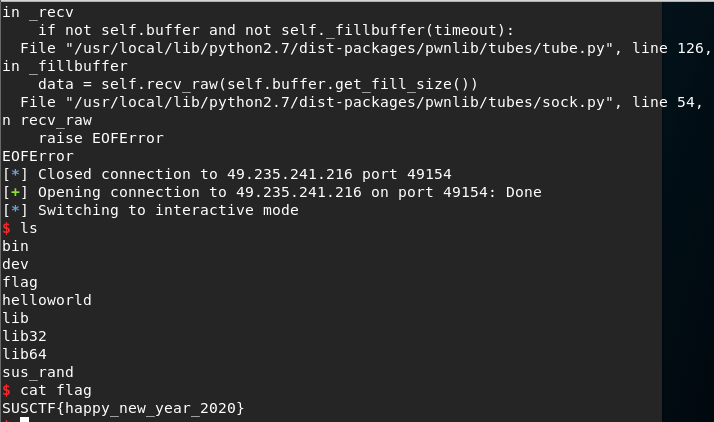 in _recv
    if not self.buffer and not self._fillbuffer(timeout):
  File "/usr/local/lib/python2.7/dist-packages/pwnlib/tubes/tube.py", line 126,
in _fillbuffer
    data = self.recv_raw(self.buffer.get_fill_size())
  File "/usr/local/lib/python2.7/dist-packages/pwnlib/tubes/sock.py", line 54,
n recv_raw
    raise EOFError
EOFError
[*] Closed connection to 49.235.241.216 port 49154
[+] Opening connection to 49.235.241.216 on port 49154: Done
[*] Switching to interactive mode
$ ls
bin
dev
flag
helloworld
lib
lib32
lib64
sus_rand
$ cat flag
SUSCTF{happy_new_year_2020}